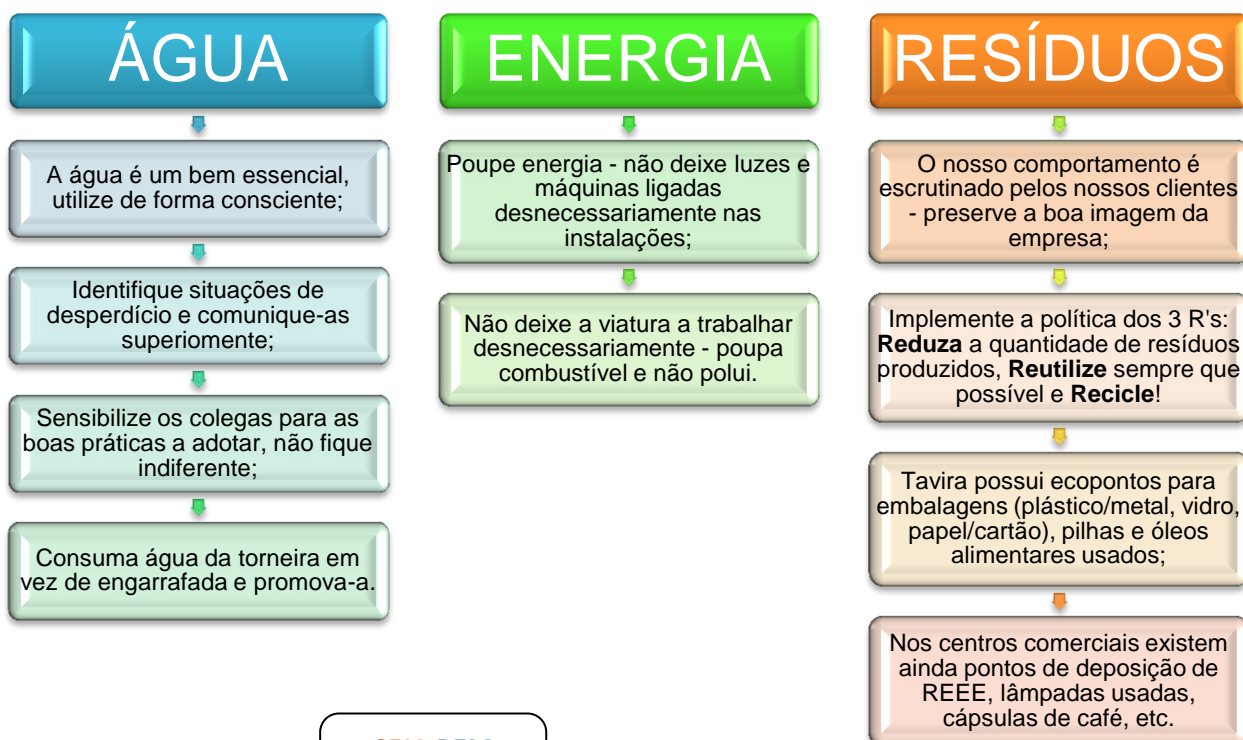 ÁGUA
A água é um bem essencial,
utilize de forma consciente;
Identifique situações de
desperdício e comunique-as
superiomente;
Sensibilize os colegas para as
boas práticas a adotar, não fique
indiferente;
Consuma água da torneira em
vez de engarrafada e promova-a.
ENERGIA
Poupe energia - não deixe luzes e
máquinas ligadas
desnecessariamente nas
instalações;
Não deixe a viatura a trabalhar
desnecessariamente - poupa
combustível e não polui.
RESÍDUOS
O nosso comportamento é
escrutinado pelos nossos clientes
- preserve a boa imagem da
empresa;
Implemente a política dos 3 R's:
Reduza a quantidade de resíduos
produzidos, Reutilize sempre que
possível e Recicle!
Tavira possui ecopontos para
embalagens (plástico/metal, vidro,
papel/cartão), pilhas e óleos
alimentares usados;
Nos centros comerciais existem
ainda pontos de deposição de
REEE, lâmpadas usadas,
cápsulas de café, etc.